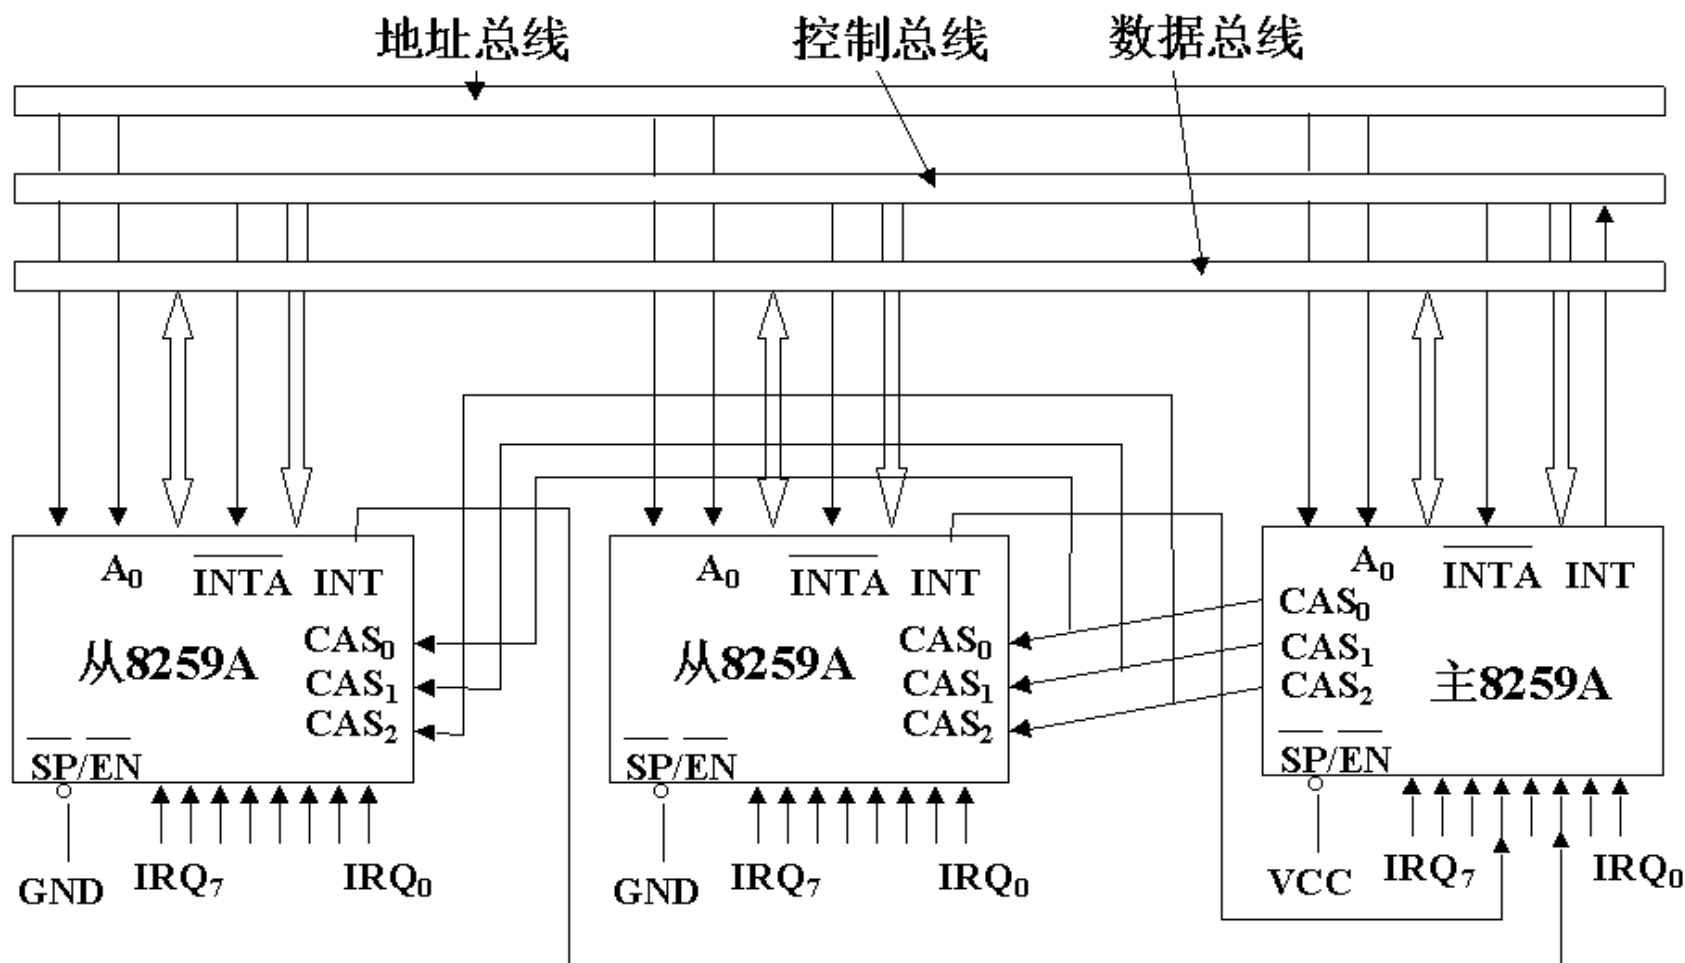 地址总线 控制总线 数据总线
A₀ INTA INT A₀ INTA INT A₀ INTA INT
CAS₀ CAS₀ CAS₀
从8259A 从8259A CAS₁ 主8259A
CAS₁ CAS₁ CAS₂
CAS₂ CAS₂
SP/EN SP/EN SP/EN
GND IRQ₇ IRQ₀ GND IRQ₇ IRQ₀ VCC IRQ₇ IRQ₀